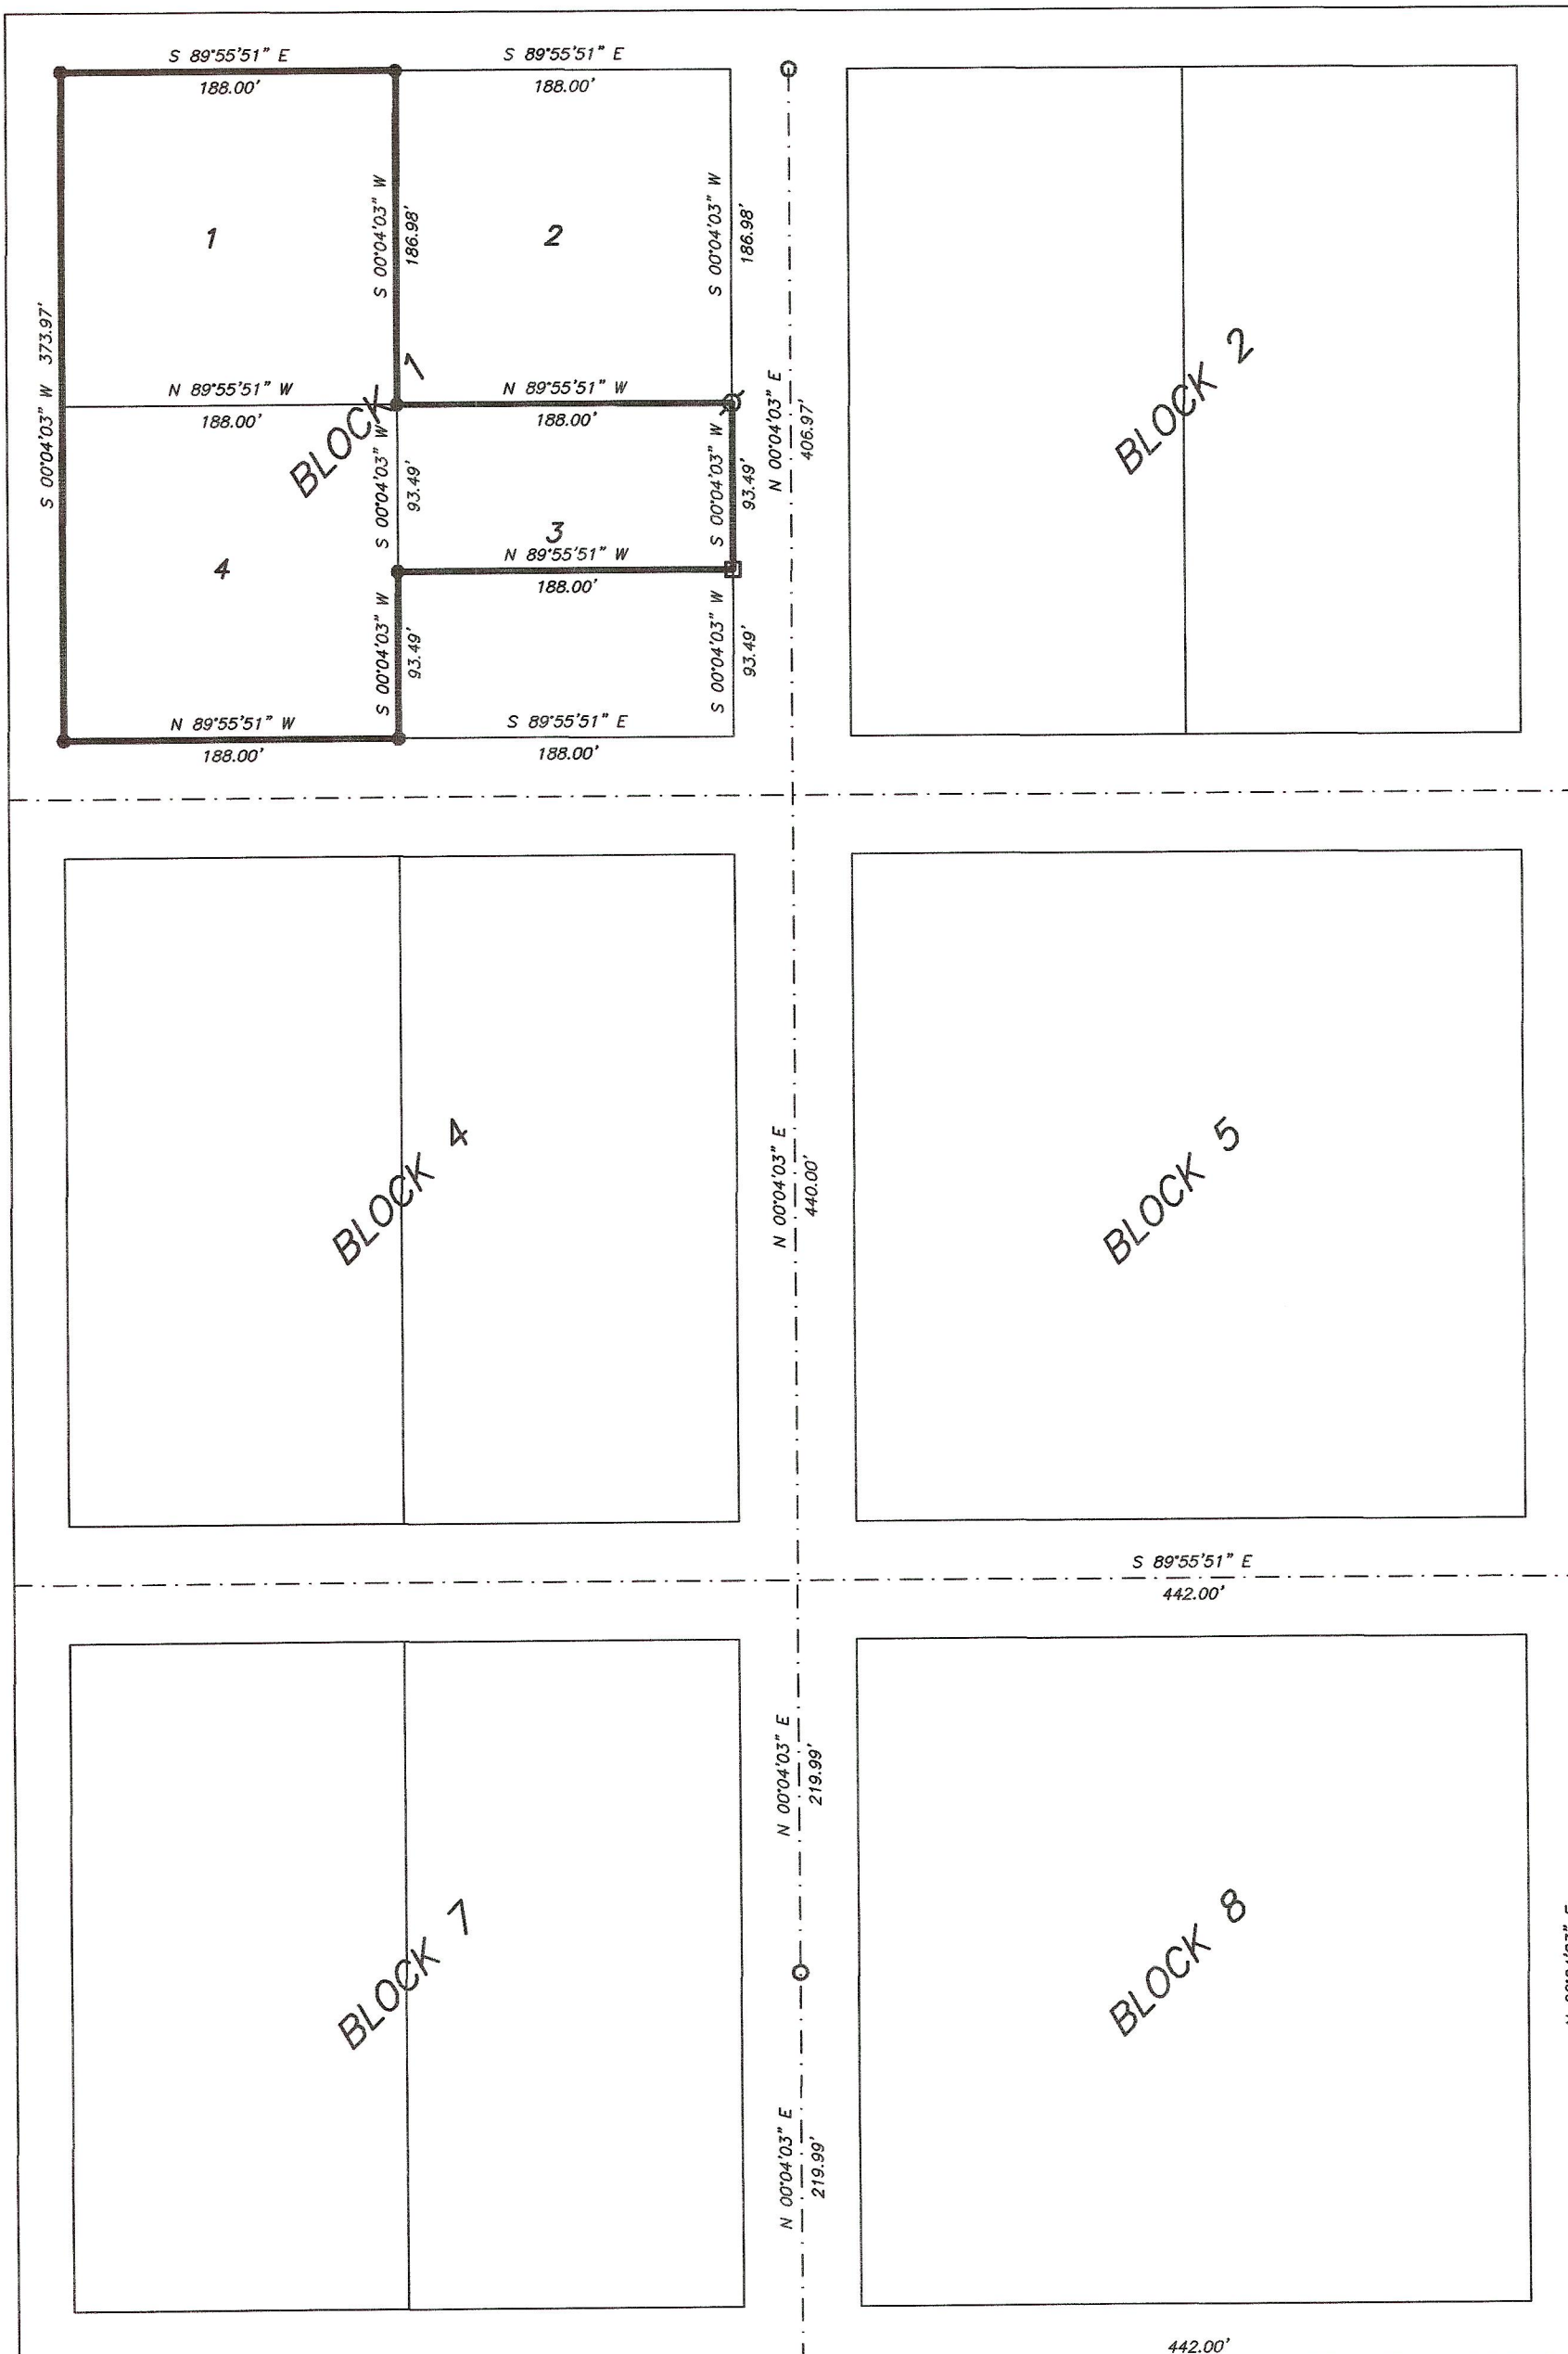 S 89°55'51" E
188.00'
S 89°55'51" E
188.00'
S 00°04'03" W 373.97'
1
S 00°04'03" W
186.98'
2
S 00°04'03" W
186.98'
N 00°04'03" E
406.97'
N 89°55'51" W
188.00'
N 89°55'51" W
188.00'
BLOCK 1
S 00°04'03" W
93.49'
3
S 00°04'03" W
93.49'
N 89°55'51" W
188.00'
4
S 00°04'03" W
93.49'
S 00°04'03" W
93.49'
N 89°55'51" W
188.00'
S 89°55'51" E
188.00'
BLOCK 2
BLOCK 4
N 00°04'03" E
440.00'
BLOCK 5
S 89°55'51" E
442.00'
N 00°04'03" E
219.99'
BLOCK 7
BLOCK 8
N 00°04'03" E
219.99'
442.00'